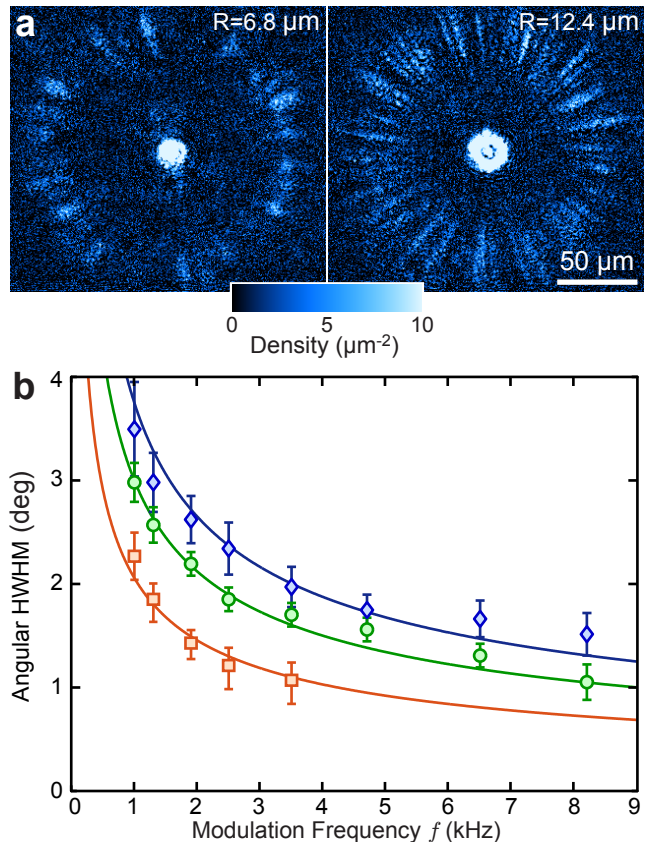 a
R=6.8 μm
R=12.4 μm
50 μm
0 5 10
Density (μm⁻²)
b
4
3
2
1
0
Angular HWHM (deg)
0 1 2 3 4 5 6 7 8 9
Modulation Frequency f (kHz)